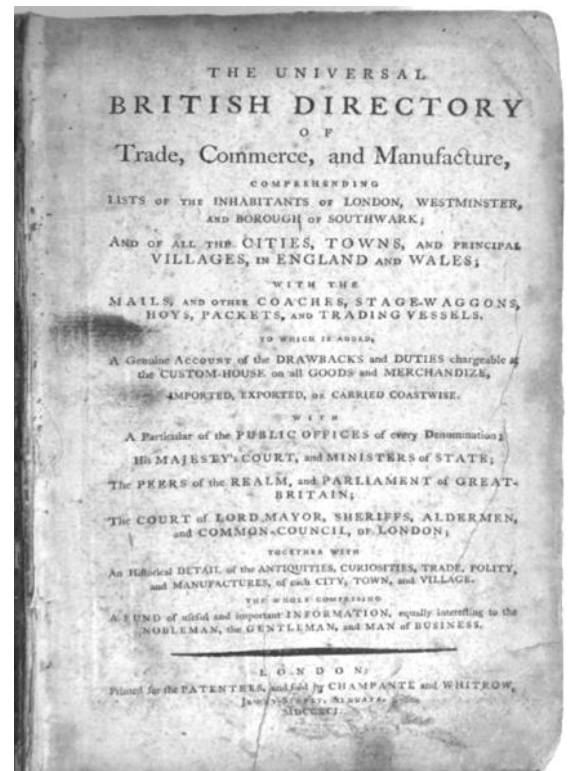 THE UNIVERSAL
BRITISH DIRECTORY
OF
Trade, Commerce, and Manufacture,
COMPREHENDING
LISTS OF THE INHABITANTS OF LONDON, WESTMINSTER,
AND BOROUGH OF SOUTHWARK;
AND OF ALL THE CITIES, TOWNS, AND PRINCIPAL
VILLAGES, IN ENGLAND AND WALES;
WITH THE
MAILS, AND OTHER COACHES, STAGE-WAGGONS,
HOYS, PACKETS, AND TRADING VESSELS.
TO WHICH IS ADDED,
A Genuine ACCOUNT of the DRAWBACKS and DUTIES chargeable at
the CUSTOM-HOUSE on all GOODS and MERCHANDIZE,
IMPORTED, EXPORTED, OR CARRIED COASTWISE.
WITH
A Particular of the PUBLIC OFFICES of every Denomination;
His MAJESTY's COURT, and MINISTERS of STATE;
The PEERS of the REALM, and PARLIAMENT of GREAT-
BRITAIN;
The COURT of LORD MAYOR, SHERIFFS, ALDERMEN,
and COMMON-COUNCIL, OF LONDON;
TOGETHER WITH
An Historical DETAIL of the ANTIQUITIES, CURIOSITIES, TRADE, POLITY,
and MANUFACTURES, of each CITY, TOWN, and VILLAGE.
THE WHOLE COMPRISING
A FUND of useful and important INFORMATION, equally interesting to the
NOBLEMAN, the GENTLEMAN, and MAN of BUSINESS.
LONDON:
Printed for the PATENTEES, and sold by CHAMPANTE and WHITROW,
STREET, ALDGATE.
MDCCXCI.